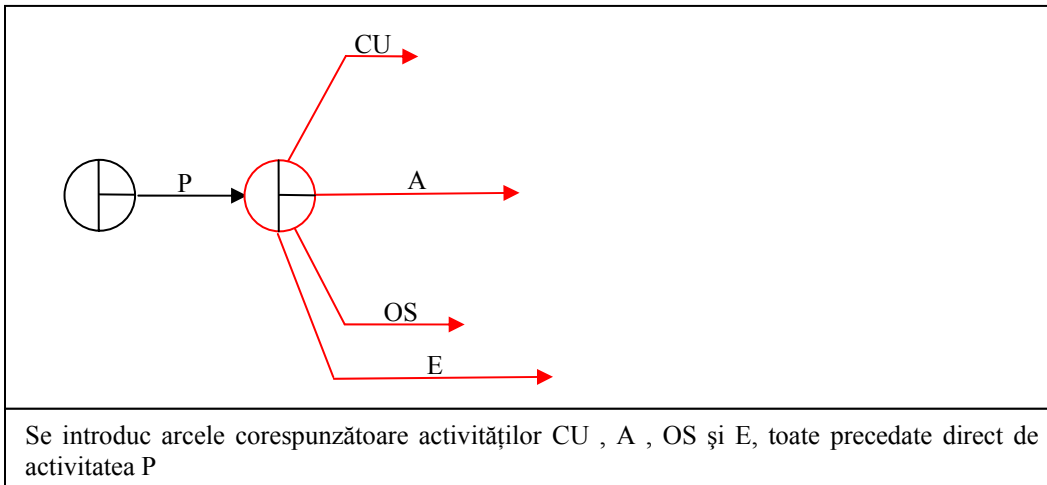 CU
P
A
OS
E
Se introduc arcele corespunzătoare activităților CU , A , OS şi E, toate precedate direct de
activitatea P